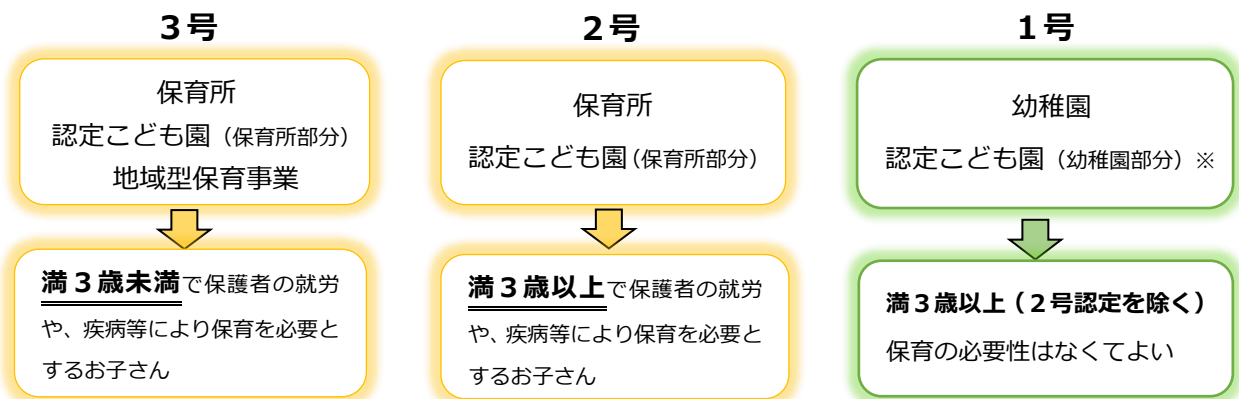 3号
保育所
認定こども園（保育所部分）
地域型保育事業
満３歳未満で保護者の就労
や、疾病等により保育を必要と
するお子さん
2号
保育所
認定こども園（保育所部分）
満３歳以上で保護者の就労
や、疾病等により保育を必要と
するお子さん
1号
幼稚園
認定こども園（幼稚園部分）※
満３歳以上（２号認定を除く）
保育の必要性はなくてよい